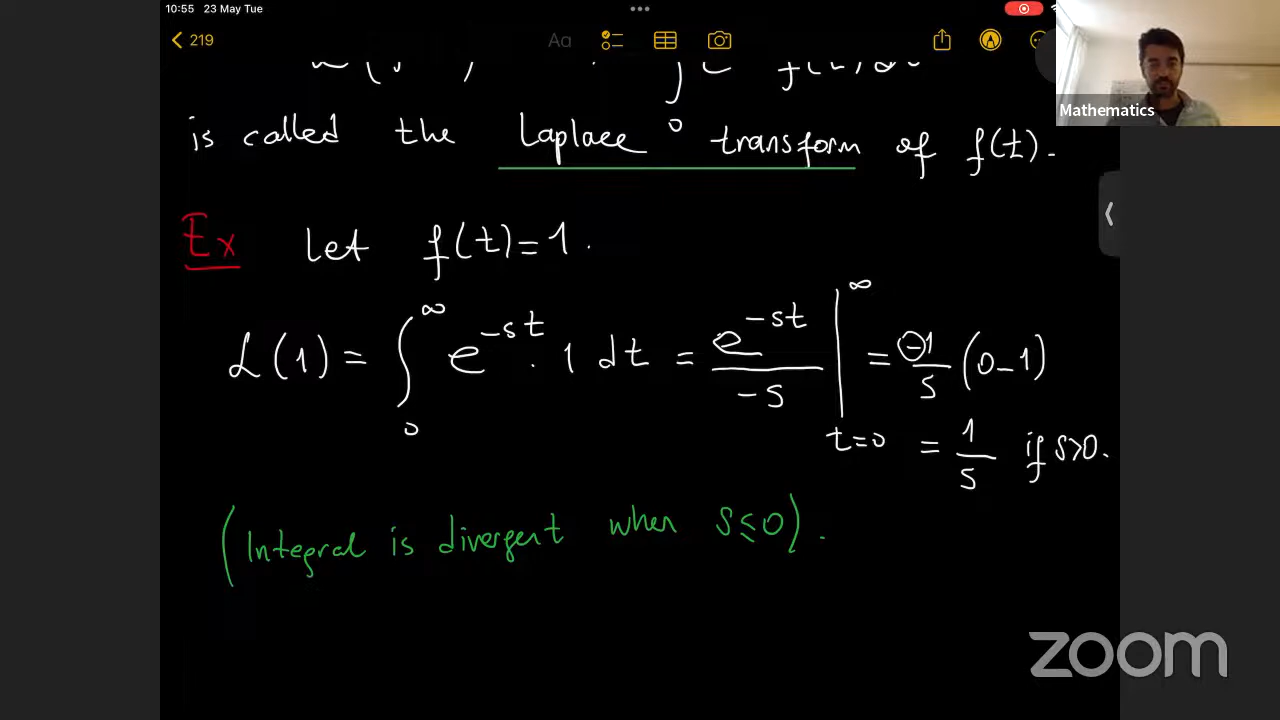 10:55 23 May Tue
219
Aa
Mathematics
is called the Laplace transform of f(t).
Ex Let f(t)=1.
ℒ(1) = ∫₀^∞ e^{-st} · 1 dt = e^{-st}/-s |_{t=0}^∞ = -1/s (0-1)
= 1/s if s>0.
(Integral is divergent when s≤0).
zoom